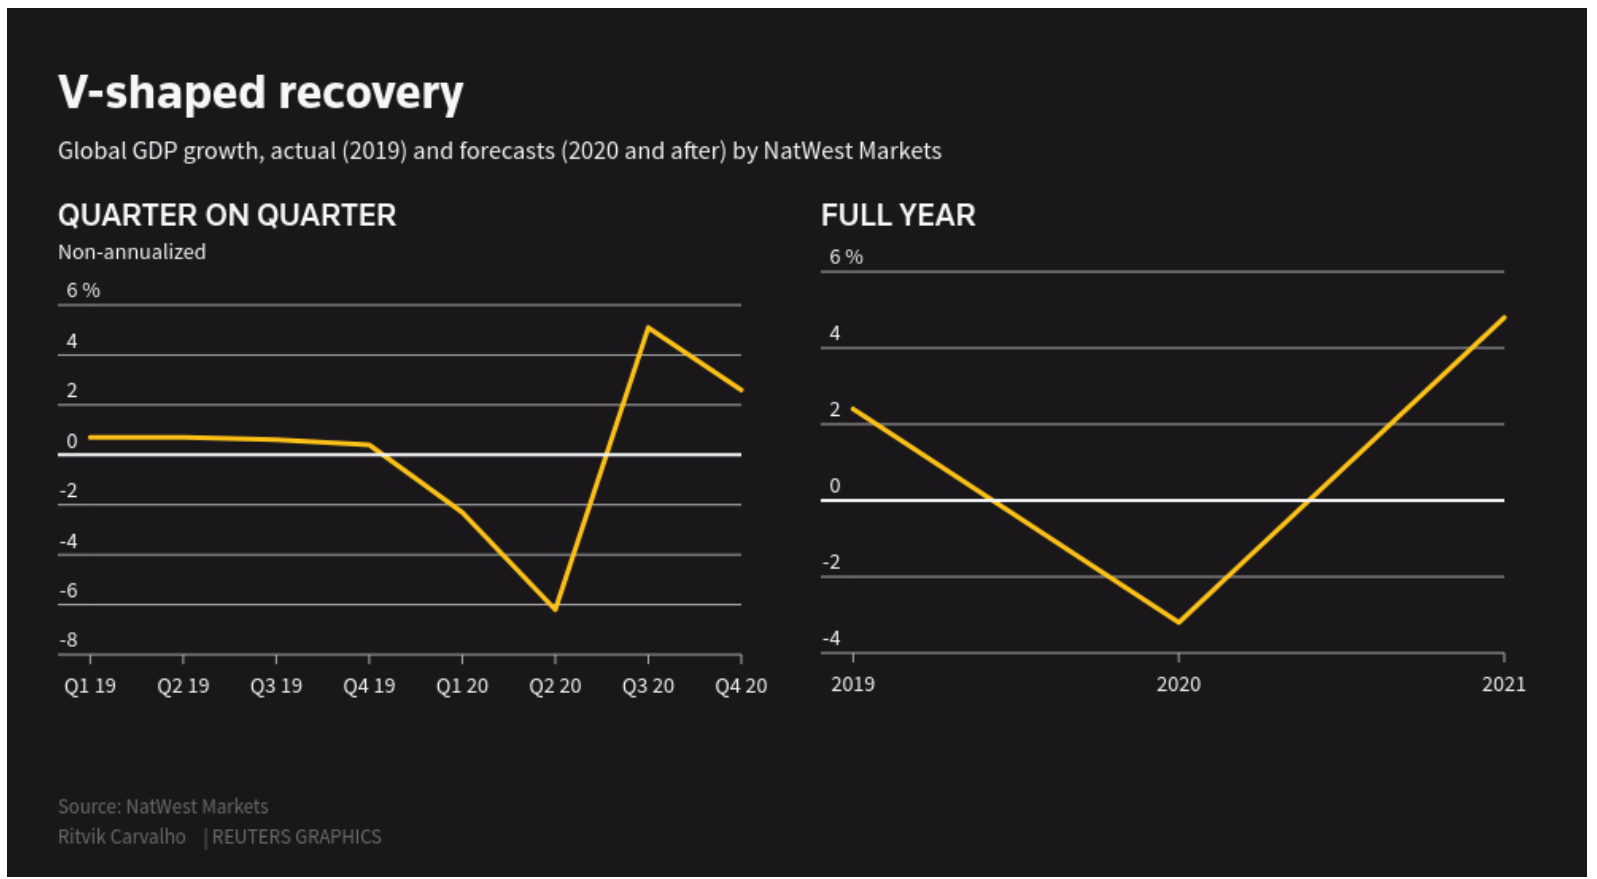 V-shaped recovery
Global GDP growth, actual (2019) and forecasts (2020 and after) by NatWest Markets
QUARTER ON QUARTER
Non-annualized
6 %
4
2
0
-2
-4
-6
-8
Q1 19 Q2 19 Q3 19 Q4 19 Q1 20 Q2 20 Q3 20 Q4 20
FULL YEAR
6 %
4
2
0
-2
-4
2019 2020 2021
Source: NatWest Markets
Ritvik Carvalho | REUTERS GRAPHICS